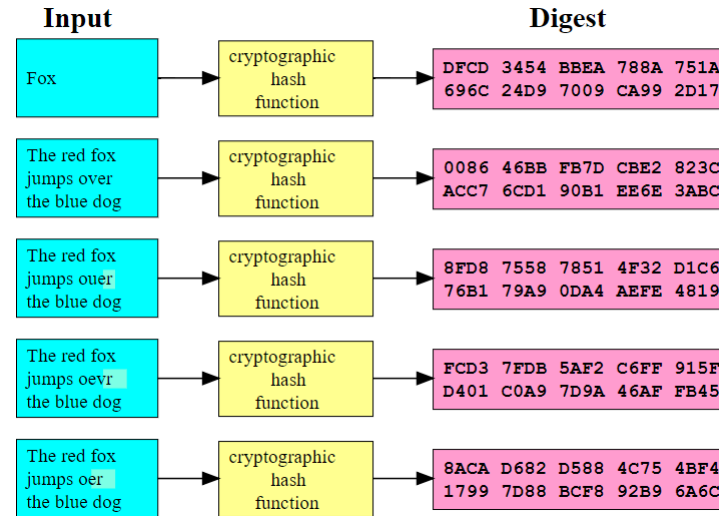 Input
Digest
Fox
cryptographic
hash
function
DFCD 3454 BBEA 788A 751A
696C 24D9 7009 CA99 2D17
The red fox
jumps over
the blue dog
cryptographic
hash
function
0086 46BB FB7D CBE2 823C
ACC7 6CD1 90B1 EE6E 3ABC
The red fox
jumps ouer
the blue dog
cryptographic
hash
function
8FD8 7558 7851 4F32 D1C6
76B1 79A9 0DA4 AEFE 4819
The red fox
jumps oevr
the blue dog
cryptographic
hash
function
FCD3 7FDB 5AF2 C6FF 915F
D401 C0A9 7D9A 46AF FB45
The red fox
jumps oer
the blue dog
cryptographic
hash
function
8ACA D682 D588 4C75 4BF4
1799 7D88 BCF8 92B9 6A6C